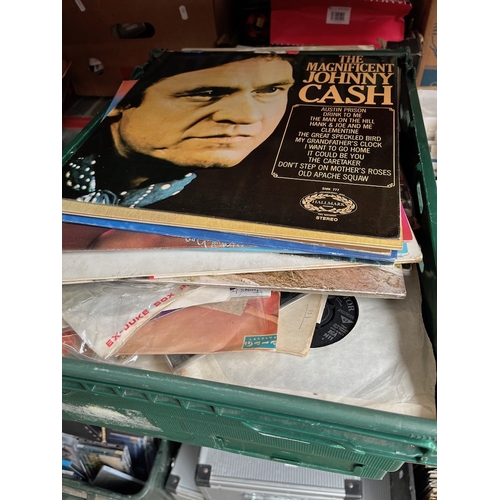 THE
MAGNIFICENT
JOHNNY
CASH
AUSTIN PRISON
DRINK TO ME
THE MAN ON THE HILL
HANK & JOE AND ME
CLEMENTINE
THE GREAT SPECKLED BIRD
MY GRANDFATHER'S CLOCK
I WANT TO GO HOME
IT COULD BE YOU
THE CARETAKER
DON'T STEP ON MOTHER'S ROSES
OLD APACHE SQUAW
HALLMARK
STEREO
EX-JUKE BOX